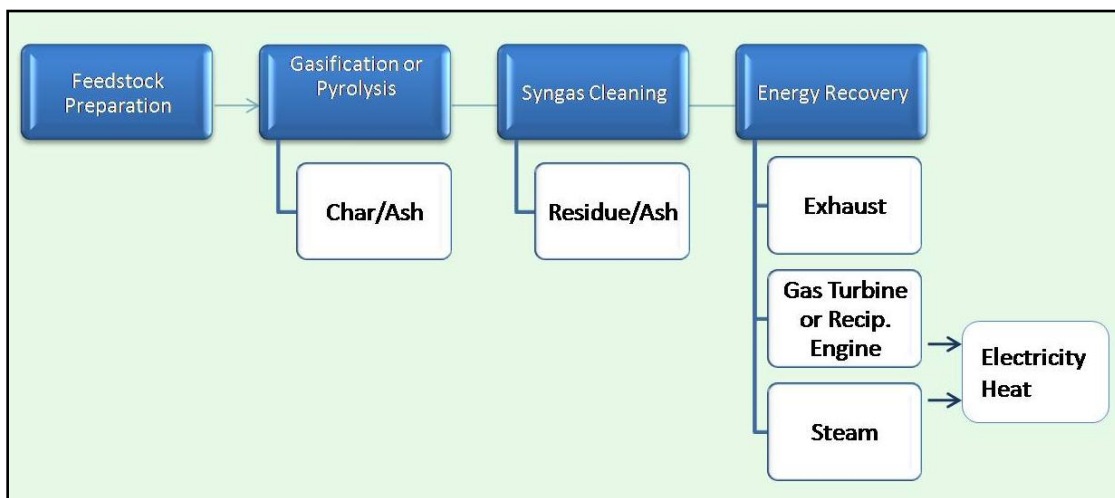 Feedstock
Preparation
Gasification or
Pyrolysis
Syngas Cleaning
Energy Recovery
Char/Ash
Residue/Ash
Exhaust
Gas Turbine
or Recip.
Engine
Steam
Electricity
Heat